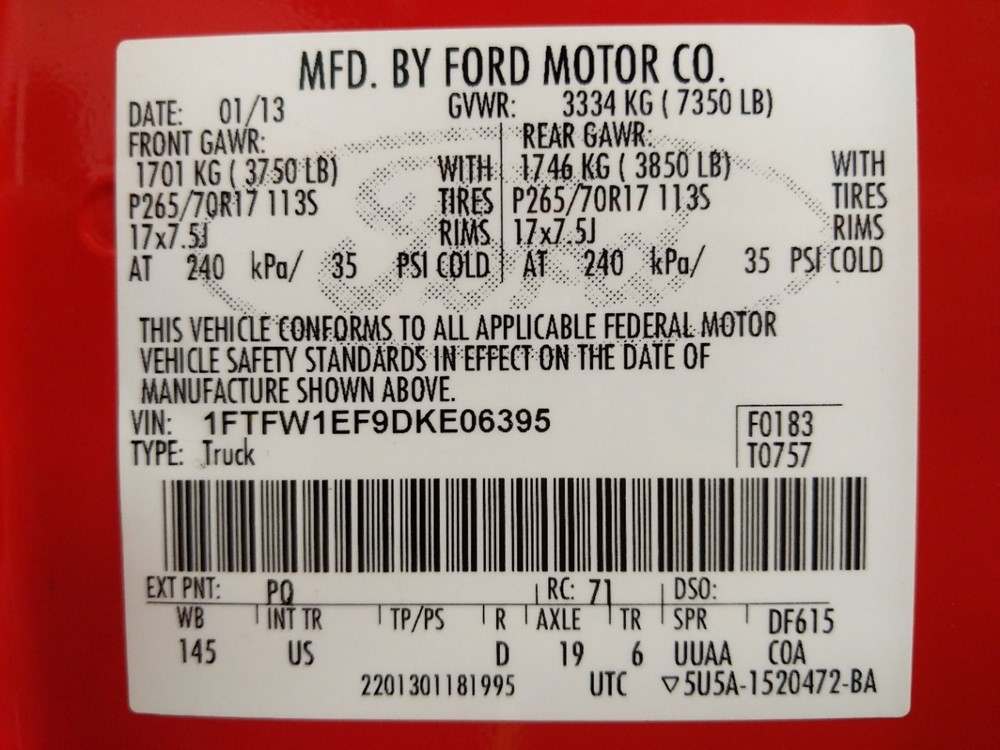 MFD. BY FORD MOTOR CO.
DATE: 01/13 GVWR: 3334 KG ( 7350 LB)
FRONT GAWR: REAR GAWR:
1701 KG ( 3750 LB) WITH 1746 KG ( 3850 LB) WITH
P265/70R17 113S TIRES P265/70R17 113S TIRES
17x7.5J RIMS 17x7.5J RIMS
AT 240 kPa/ 35 PSI COLD AT 240 kPa/ 35 PSI COLD
THIS VEHICLE CONFORMS TO ALL APPLICABLE FEDERAL MOTOR
VEHICLE SAFETY STANDARDS IN EFFECT ON THE DATE OF
MANUFACTURE SHOWN ABOVE.
VIN: 1FTFW1EF9DKE06395 F0183
TYPE: Truck T0757
EXT PNT: PQ RC: 71 DSO:
WB INT TR TP/PS R AXLE TR SPR DF615
145 US D 19 6 UUAA COA
2201301181995 UTC ▽5U5A-1520472-BA